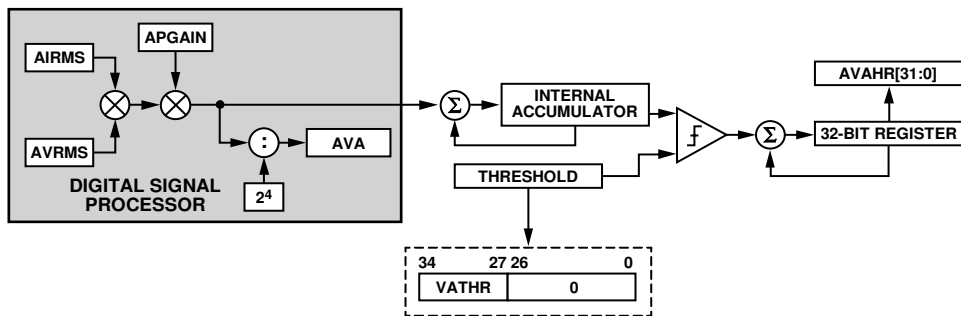 APGAIN
AIRMS
AVRMS
:
AVA
2⁴
DIGITAL SIGNAL
PROCESSOR
Σ
INTERNAL
ACCUMULATOR
THRESHOLD
34 27 26 0
VATHR 0
Σ
AVAHR[31:0]
32-BIT REGISTER